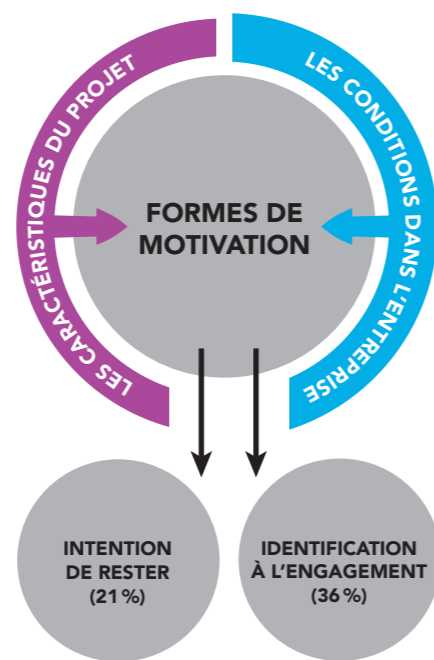 LES CARACTÉRISTIQUES DU PROJET
LES CONDITIONS DANS L'ENTREPRISE
FORMES DE
MOTIVATION
INTENTION
DE RESTER
(21 %)
IDENTIFICATION
À L'ENGAGEMENT
(36 %)